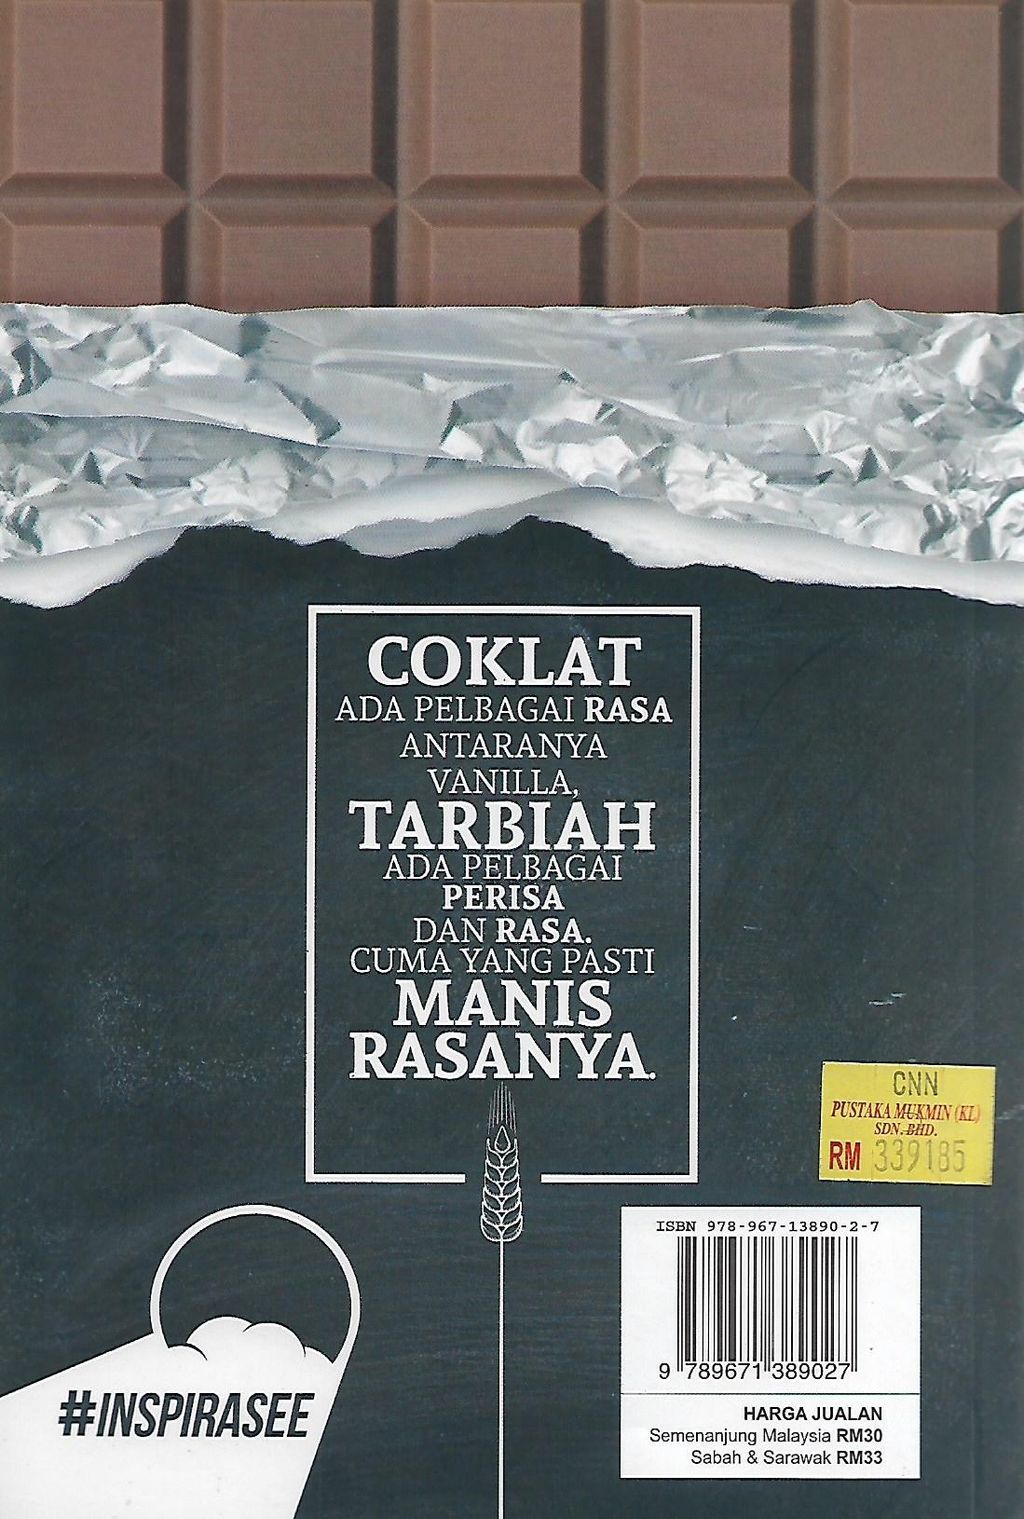 COKLAT
ADA PELBAGAI RASA
ANTARANYA
VANILLA,
TARBIAH
ADA PELBAGAI
PERISA
DAN RASA.
CUMA YANG PASTI
MANIS
RASANYA.
CNN
PUSTAKA MUKMIN (KL)
SDN. BHD.
RM 339185
ISBN 978-967-13890-2-7
9 789671 389027
HARGA JUALAN
Semenanjung Malaysia RM30
Sabah & Sarawak RM33
#INSPIRASEE